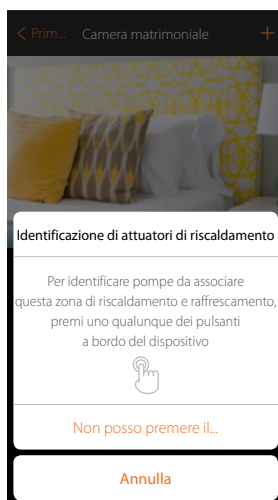 Prim... Camera matrimoniale +
Identificazione di attuatori di riscaldamento
Per identificare pompe da associare
questa zona di riscaldamento e raffrescamento,
premi uno qualunque dei pulsanti
a bordo del dispositivo
Non posso premere il...
Annulla